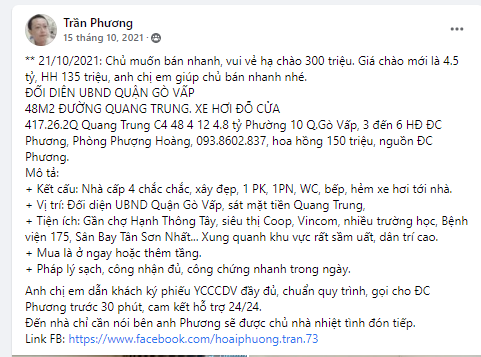 Trần Phương
15 tháng 10, 2021 ·
** 21/10/2021: Chủ muốn bán nhanh, vui vẻ hạ chào 300 triệu. Giá chào mới là 4.5
tỷ, HH 135 triệu, anh chị em giúp chủ bán nhanh nhé.
ĐỐI DIỆN UBND QUẬN GÒ VẤP
48M2 ĐƯỜNG QUANG TRUNG. XE HƠI ĐỖ CỬA
417.26.2Q Quang Trung C4 48 4 12 4.8 tỷ Phường 10 Q.Gò Vấp, 3 đến 6 HĐ ĐC
Phương, Phòng Phượng Hoàng, 093.8602.837, hoa hồng 150 triệu, nguồn ĐC
Phương.
Mô tả:
+ Kết cấu: Nhà cấp 4 chắc chắc, xây đẹp, 1 PK, 1PN, WC, bếp, hẻm xe hơi tới nhà.
+ Vị trí: Đối diện UBND Quận Gò Vấp, sát mặt tiền Quang Trung,
+ Tiện ích: Gần chợ Hạnh Thông Tây, siêu thị Coop, Vincom, nhiều trường học, Bệnh
viện 175, Sân Bay Tân Sơn Nhất... Xung quanh khu vực rất sầm uất, dân trí cao.
+ Mua là ở ngay hoặc thêm tầng.
+ Pháp lý sạch, công nhận đủ, công chứng nhanh trong ngày.
Anh chị em dẫn khách ký phiếu YCCCDV đầy đủ, chuẩn quy trình, gọi cho ĐC
Phương trước 30 phút, cam kết hỗ trợ 24/24.
Đến nhà chỉ cần nói bên anh Phương sẽ được chủ nhà nhiệt tình đón tiếp.
Link FB: https://www.facebook.com/hoaiphuong.tran.73